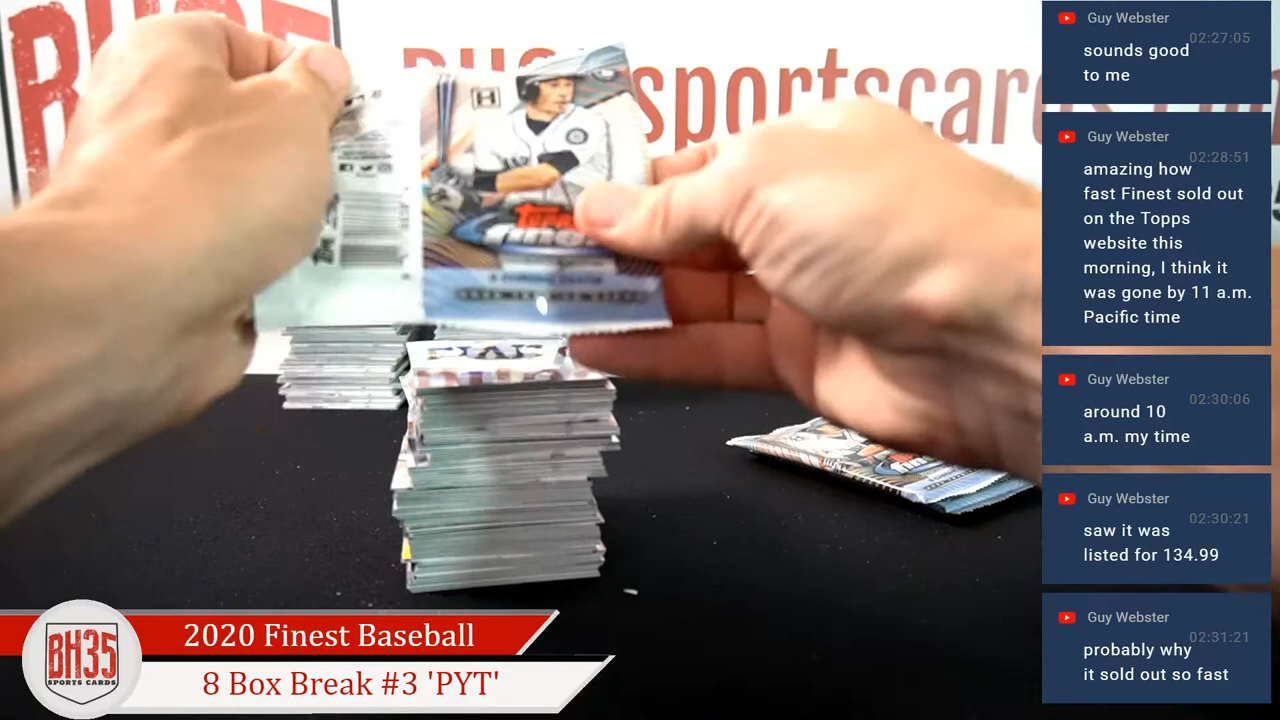 BH35
BH35sportscards
Topps
Finest
2020 Finest Baseball
8 Box Break #3 'PYT'
BH35
SPORTS CARDS
Guy Webster
02:27:05
sounds good
to me
Guy Webster
02:28:51
amazing how
fast Finest sold out
on the Topps
website this
morning, I think it
was gone by 11 a.m.
Pacific time
Guy Webster
02:30:06
around 10
a.m. my time
Guy Webster
02:30:21
saw it was
listed for 134.99
Guy Webster
02:31:21
probably why
it sold out so fast